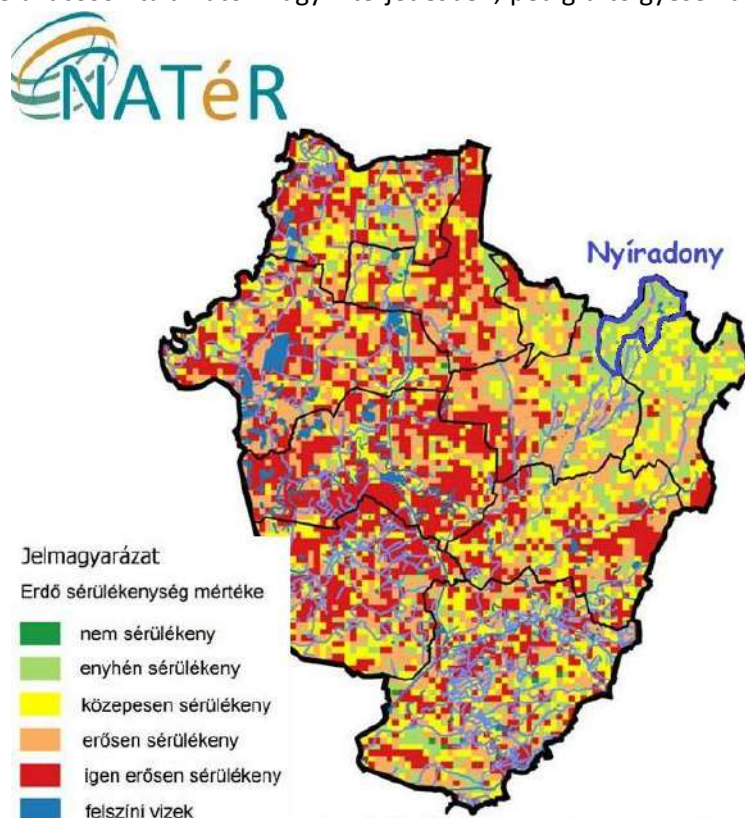 NATéR
Nyíradony
Jelmagyarázat
Erdő sérülékenység mértéke
nem sérülékeny
enyhén sérülékeny
közepesen sérülékeny
erősen sérülékeny
igen erősen sérülékeny
felszíni vizek